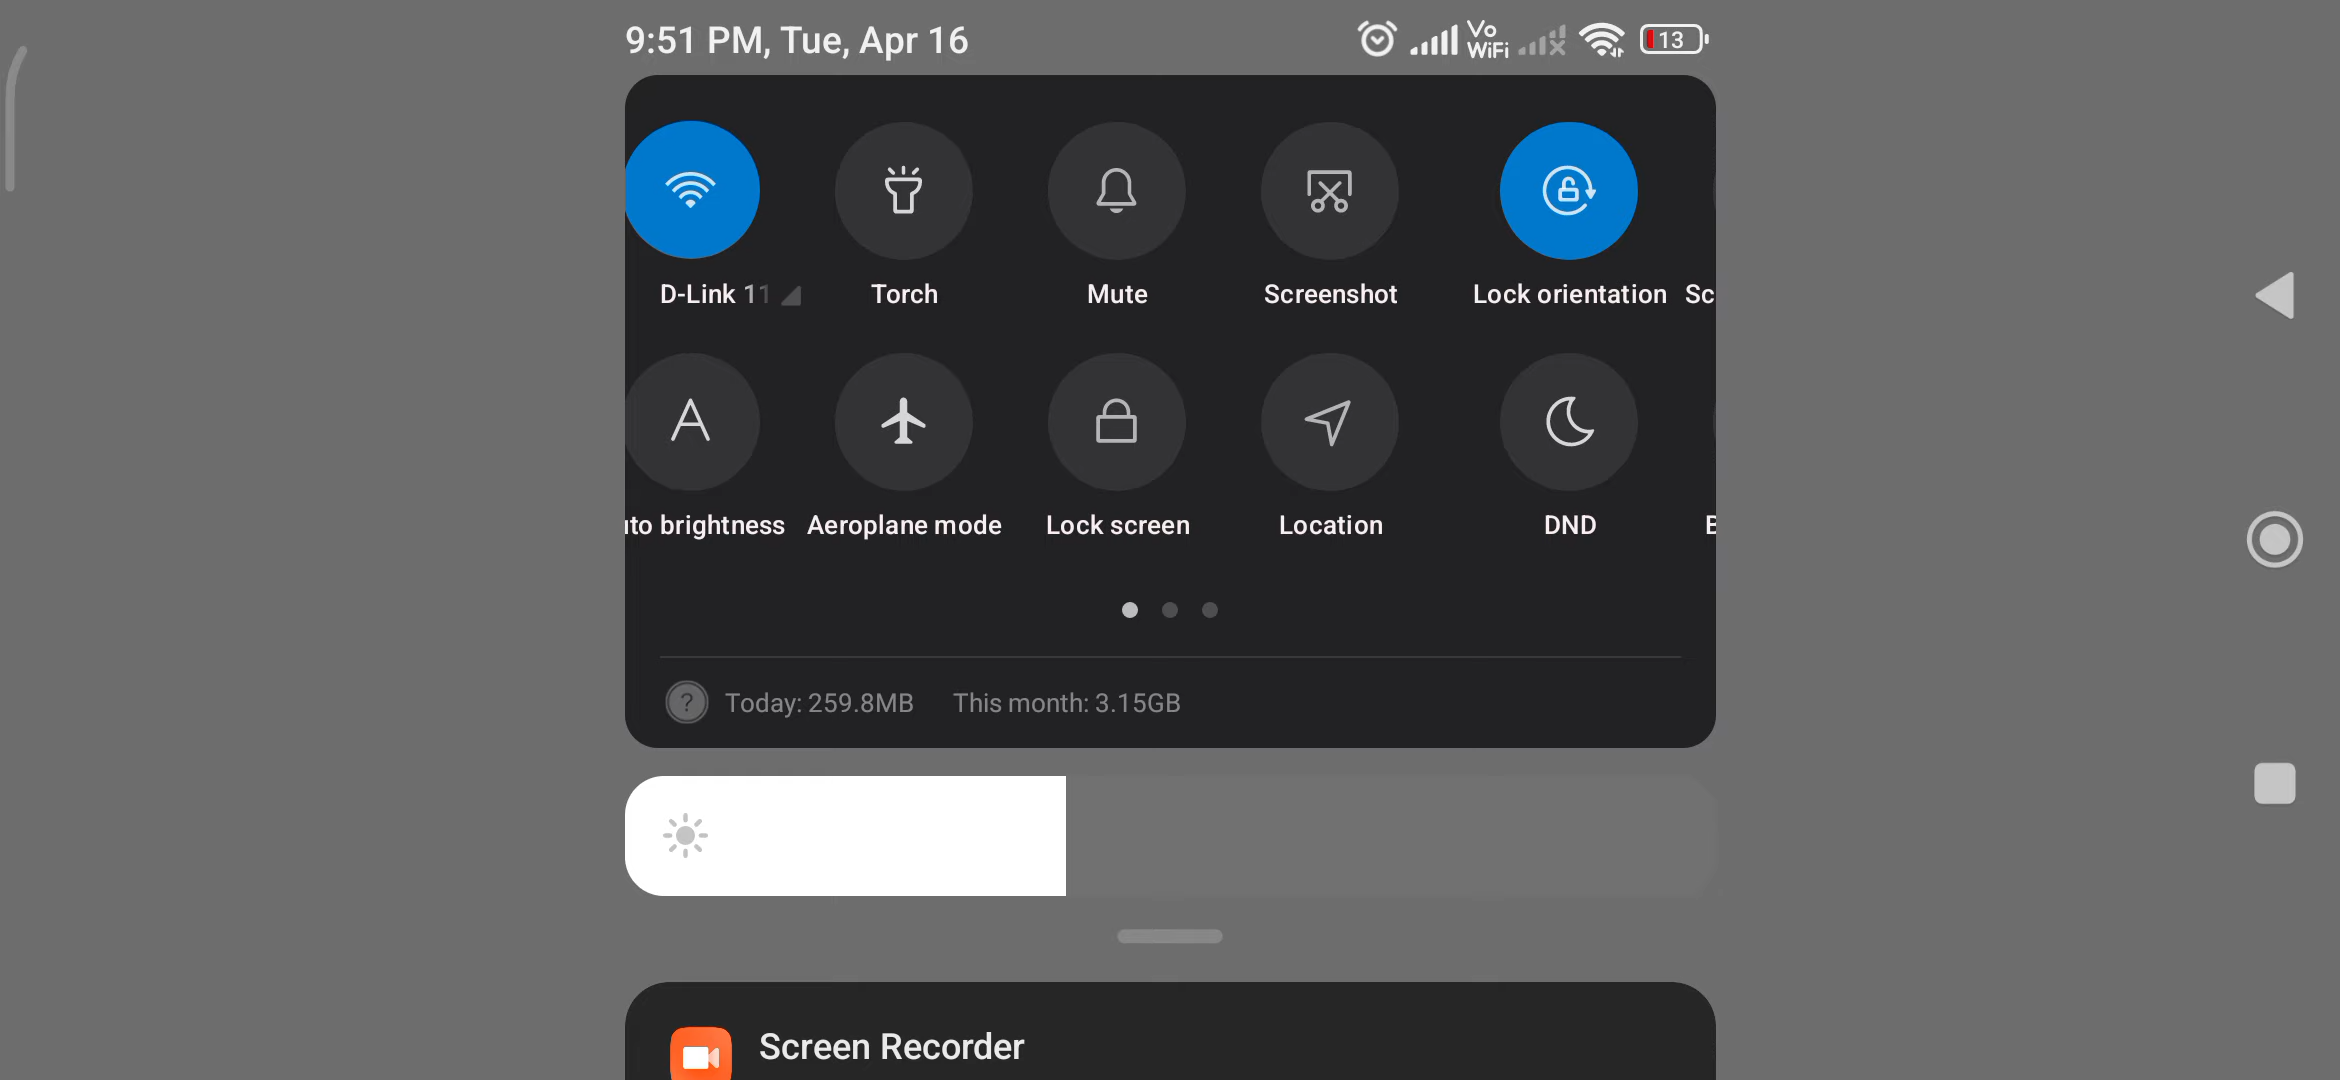 9:51 PM, Tue, Apr 16
Vo
WiFi
13
D-Link 11
Torch
Mute
Screenshot
Lock orientation
Sc
A
to brightness
Aeroplane mode
Lock screen
Location
DND
? Today: 259.8MB This month: 3.15GB
Screen Recorder